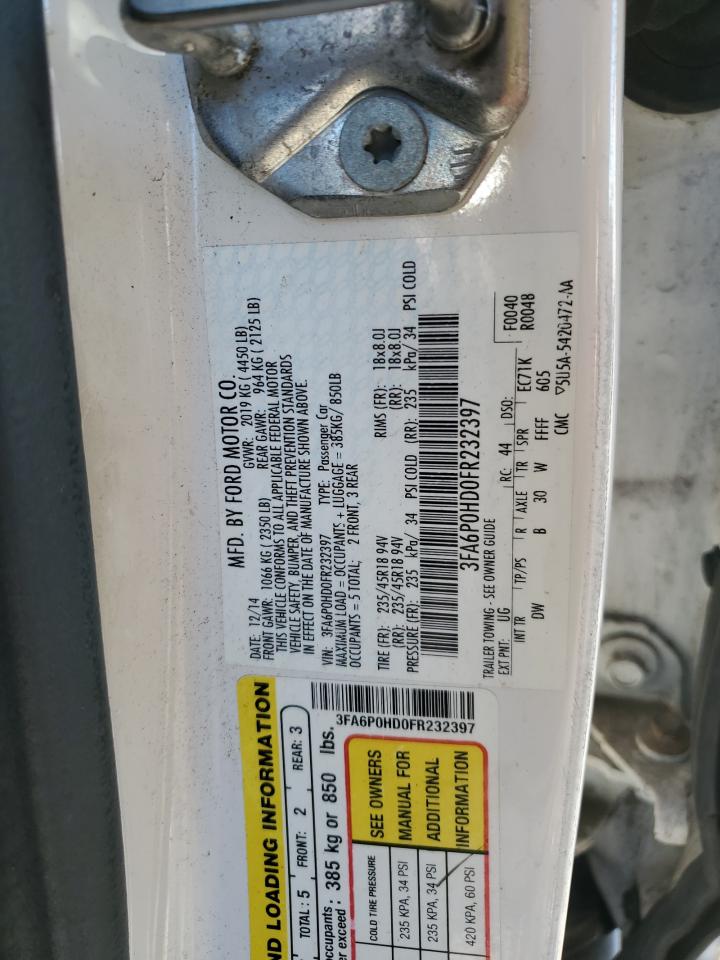 MFD. BY FORD MOTOR CO.
DATE: 12/14 GVWR: 2019 KG ( 4450 LB)
FRONT GAWR: 1066 KG ( 2350 LB) REAR GAWR: 964 KG ( 2125 LB)
THIS VEHICLE CONFORMS TO ALL APPLICABLE FEDERAL MOTOR
VEHICLE SAFETY, BUMPER, AND THEFT PREVENTION STANDARDS
IN EFFECT ON THE DATE OF MANUFACTURE SHOWN ABOVE.
VIN: 3FA6P0HD0FR232397 TYPE: Passenger Car
MAXIMUM LOAD = OCCUPANTS + LUGGAGE = 385KG/ 850LB
OCCUPANTS = 5 TOTAL; 2 FRONT, 3 REAR
TIRE (FR): 235/45R18 94V RIMS (FR): 18x8.0J
(RR): 235/45R18 94V (RR): 18x8.0J
PRESSURE (FR): 235 kPa/ 34 PSI COLD (RR): 235 kPa/ 34 PSI COLD
3FA6P0HD0FR232397
TRAILER TOWING - SEE OWNER GUIDE
EXT PNT: UG RC: 44 DSO: F0040
R0048
INT TR TP/PS R AXLE TR SPR EC71K
DW B 30 W FFFF 605
CMC 5U5A-5420472-AA
3FA6P0HD0FR232397
ND LOADING INFORMATION
TOTAL : 5 FRONT: 2 REAR: 3
ccupants : 385 kg or 850 lbs.
er exceed :
COLD TIRE PRESSURE SEE OWNERS
235 KPA, 34 PSI MANUAL FOR
235 KPA, 34 PSI ADDITIONAL
420 KPA, 60 PSI INFORMATION